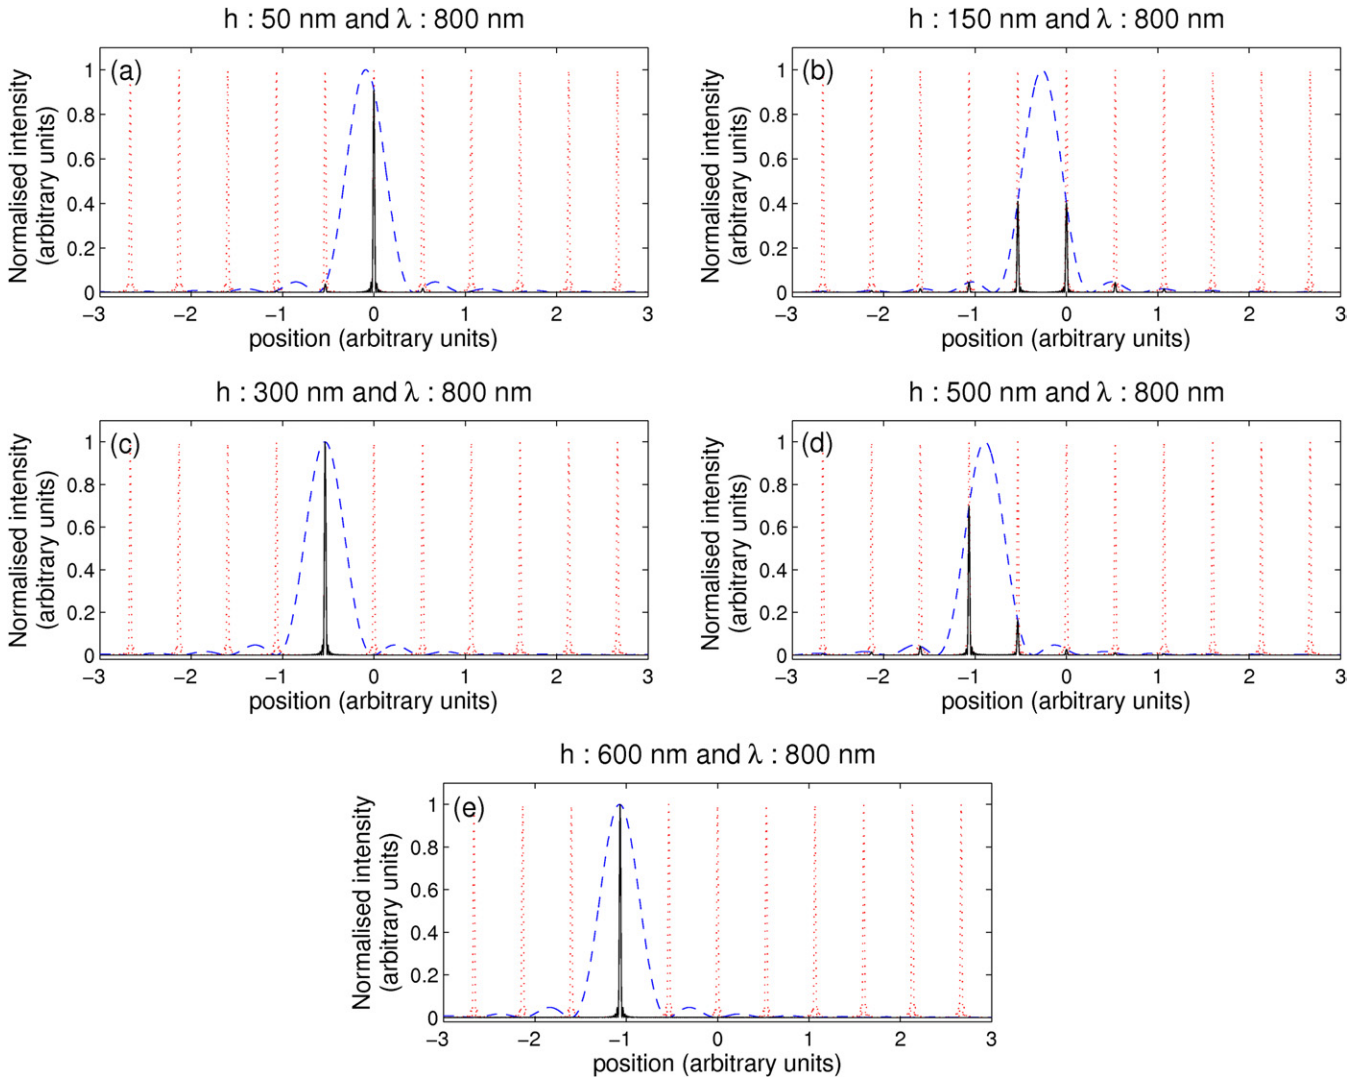 h : 50 nm and λ : 800 nm
(a)
Normalised intensity
(arbitrary units)
1
0.8
0.6
0.4
0.2
0
−3 −2 −1 0 1 2 3
position (arbitrary units)
h : 150 nm and λ : 800 nm
(b)
Normalised intensity
(arbitrary units)
1
0.8
0.6
0.4
0.2
0
−3 −2 −1 0 1 2 3
position (arbitrary units)
h : 300 nm and λ : 800 nm
(c)
Normalised intensity
(arbitrary units)
1
0.8
0.6
0.4
0.2
0
−3 −2 −1 0 1 2 3
position (arbitrary units)
h : 500 nm and λ : 800 nm
(d)
Normalised intensity
(arbitrary units)
1
0.8
0.6
0.4
0.2
0
−3 −2 −1 0 1 2 3
position (arbitrary units)
h : 600 nm and λ : 800 nm
(e)
Normalised intensity
(arbitrary units)
1
0.8
0.6
0.4
0.2
0
−3 −2 −1 0 1 2 3
position (arbitrary units)